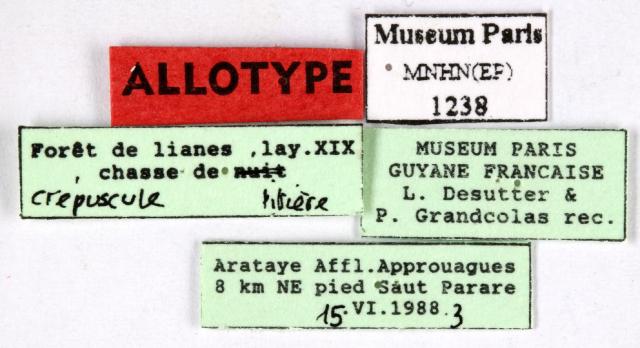 ALLOTYPE
Museum Paris
MNHN(EP)
1238
Forêt de lianes ,lay.XIX
, chasse de nuit
crepuscule litière
MUSEUM PARIS
GUYANE FRANCAISE
L. Desutter &
P. Grandcolas rec.
Arataye Affl.Approuagues
8 km NE pied Saut Parare
15.VI.1988 3